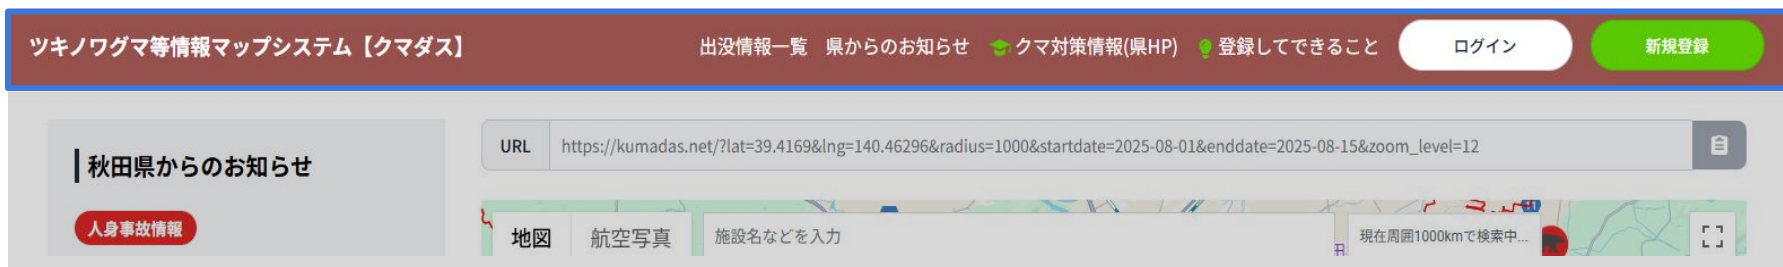 ツキノワグマ等情報マップシステム【クマダス】
出没情報一覧 県からのお知らせ クマ対策情報(県HP) 登録してできること ログイン 新規登録
秋田県からのお知らせ
人身事故情報
URL https://kumadas.net/?lat=39.4169&lng=140.46296&radius=1000&startdate=2025-08-01&enddate=2025-08-15&zoom_level=12
地図 航空写真 施設名などを入力 現在周囲1000kmで検索中...